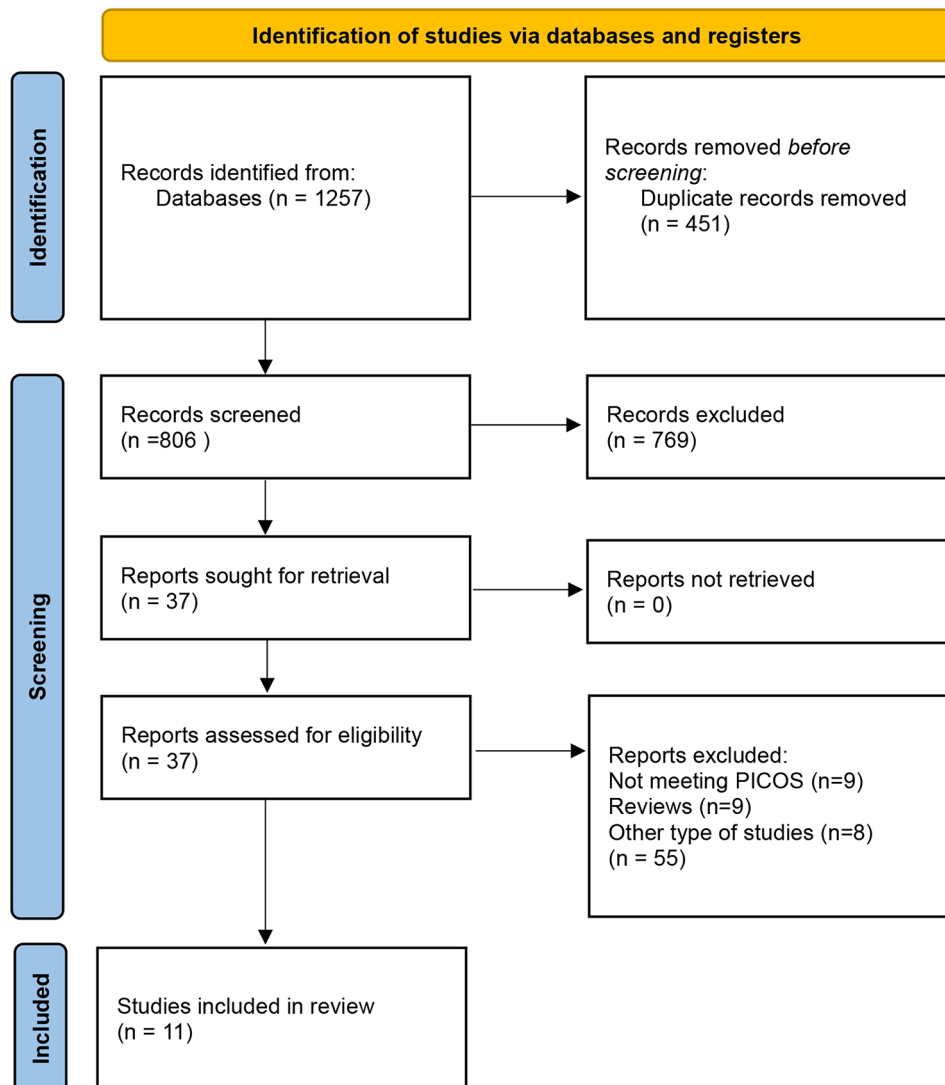 Identification of studies via databases and registers
Identification
Records identified from:
Databases (n = 1257)
Records removed before
screening:
Duplicate records removed
(n = 451)
Screening
Records screened
(n =806 )
Records excluded
(n = 769)
Reports sought for retrieval
(n = 37)
Reports not retrieved
(n = 0)
Reports assessed for eligibility
(n = 37)
Reports excluded:
Not meeting PICOS (n=9)
Reviews (n=9)
Other type of studies (n=8)
(n = 55)
Included
Studies included in review
(n = 11)